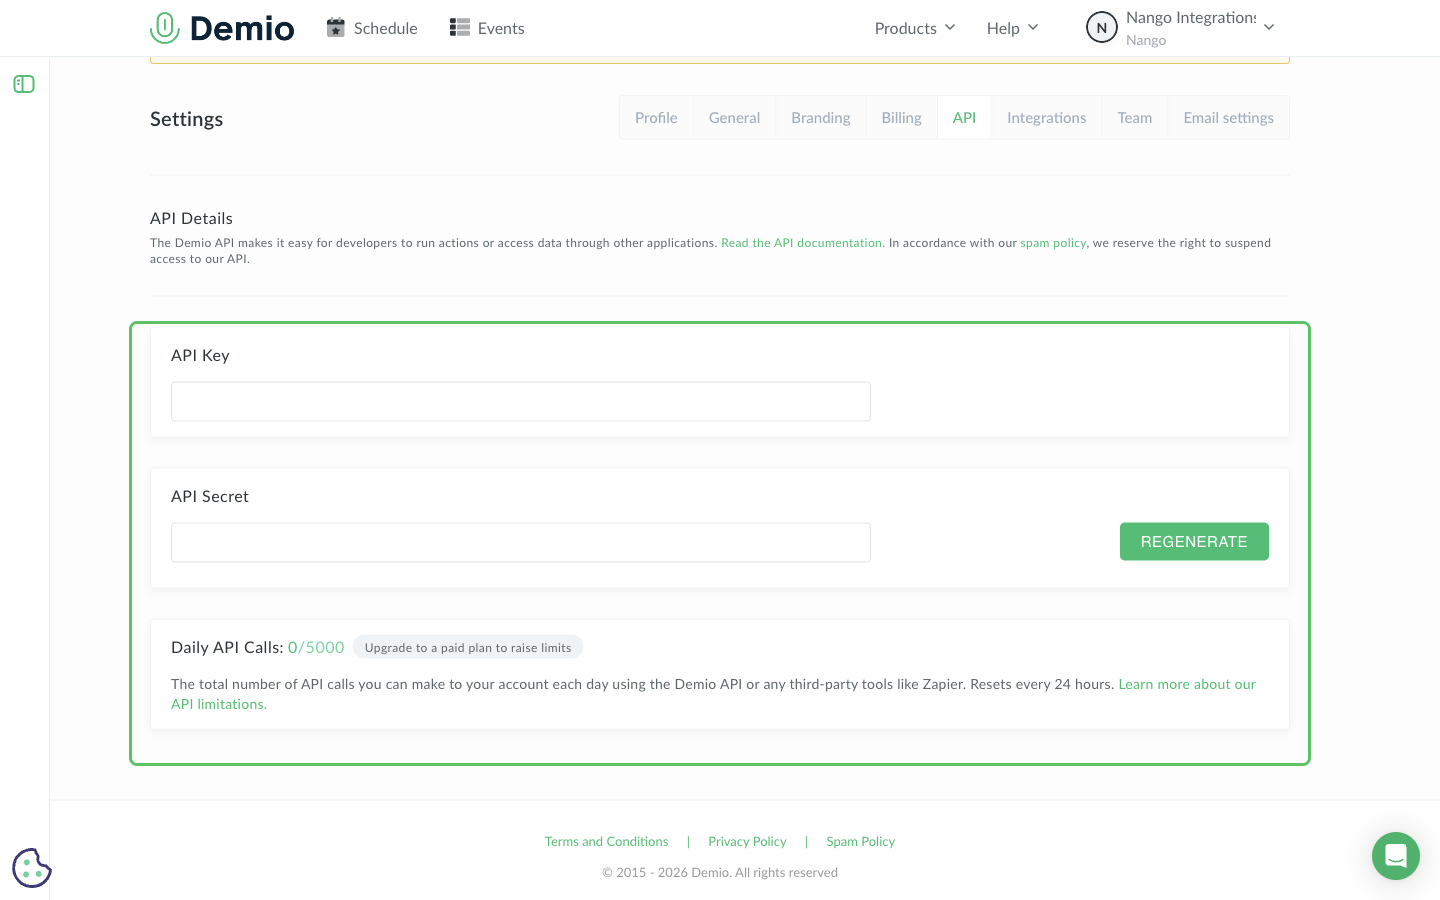 Demio
Schedule
Events
Products
Help
N
Nango Integrations
Nango
Settings
Profile
General
Branding
Billing
API
Integrations
Team
Email settings
API Details
The Demio API makes it easy for developers to run actions or access data through other applications. Read the API documentation. In accordance with our spam policy, we reserve the right to suspend
access to our API.
API Key
API Secret
REGENERATE
Daily API Calls: 0/5000 Upgrade to a paid plan to raise limits
The total number of API calls you can make to your account each day using the Demio API or any third-party tools like Zapier. Resets every 24 hours. Learn more about our
API limitations.
Terms and Conditions | Privacy Policy | Spam Policy
© 2015 - 2026 Demio. All rights reserved